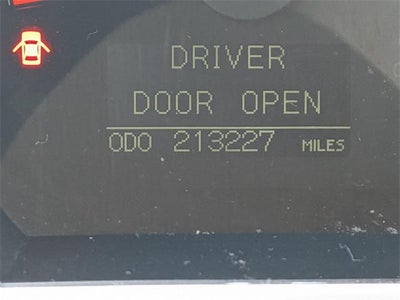 DRIVER
DOOR OPEN
ODO 213227 MILES